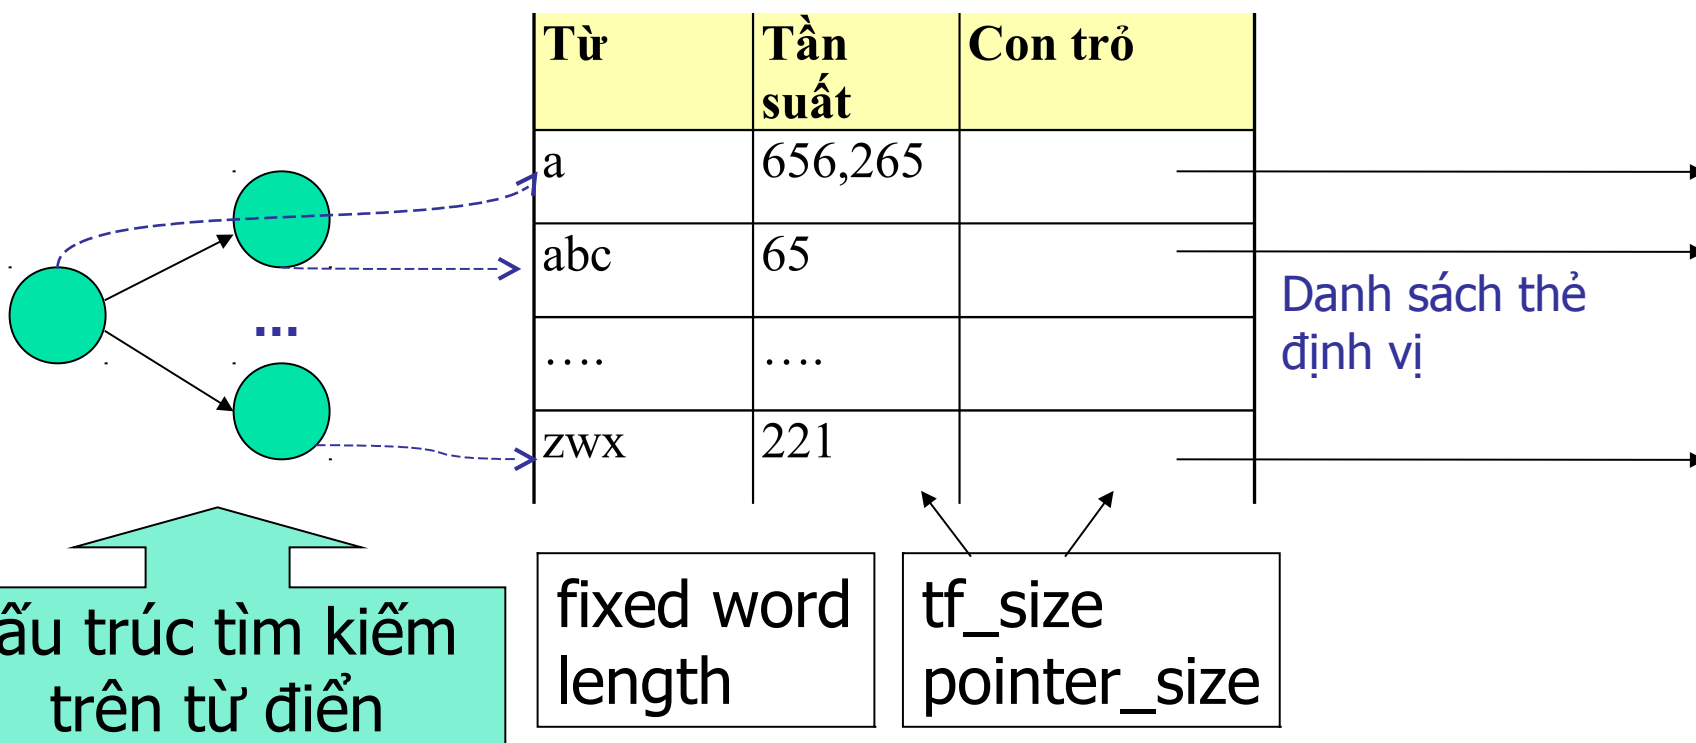 Từ
Tần
suất
Con trỏ
a
656,265
abc
65
….
….
zwx
221
Danh sách thẻ
định vị
...
ấu trúc tìm kiếm
trên từ điển
fixed word
length
tf_size
pointer_size